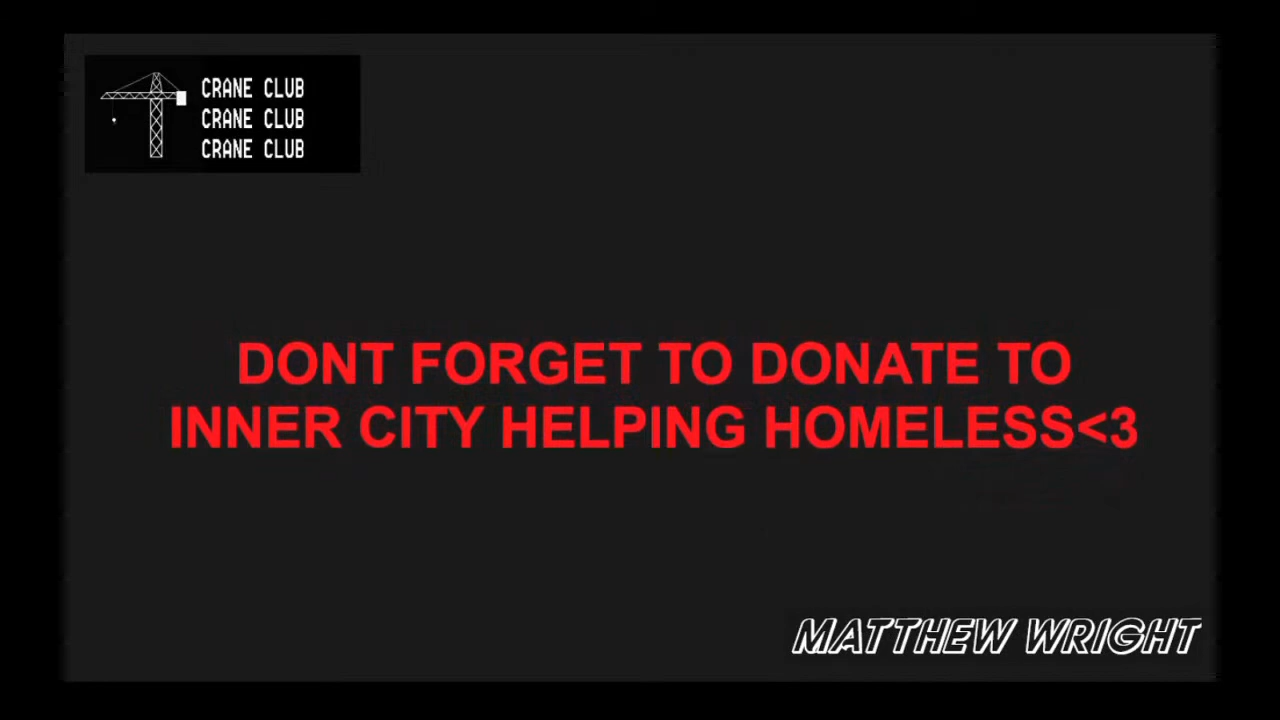 CRANE CLUB
CRANE CLUB
CRANE CLUB
DONT FORGET TO DONATE TO
INNER CITY HELPING HOMELESS<3
MATTHEW WRIGHT